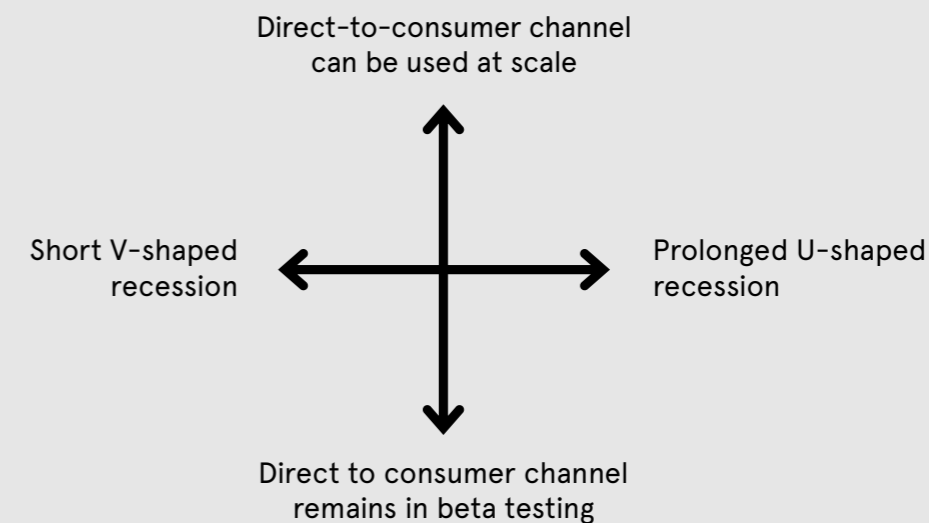 Direct-to-consumer channel
can be used at scale
Short V-shaped
recession
Prolonged U-shaped
recession
Direct to consumer channel
remains in beta testing